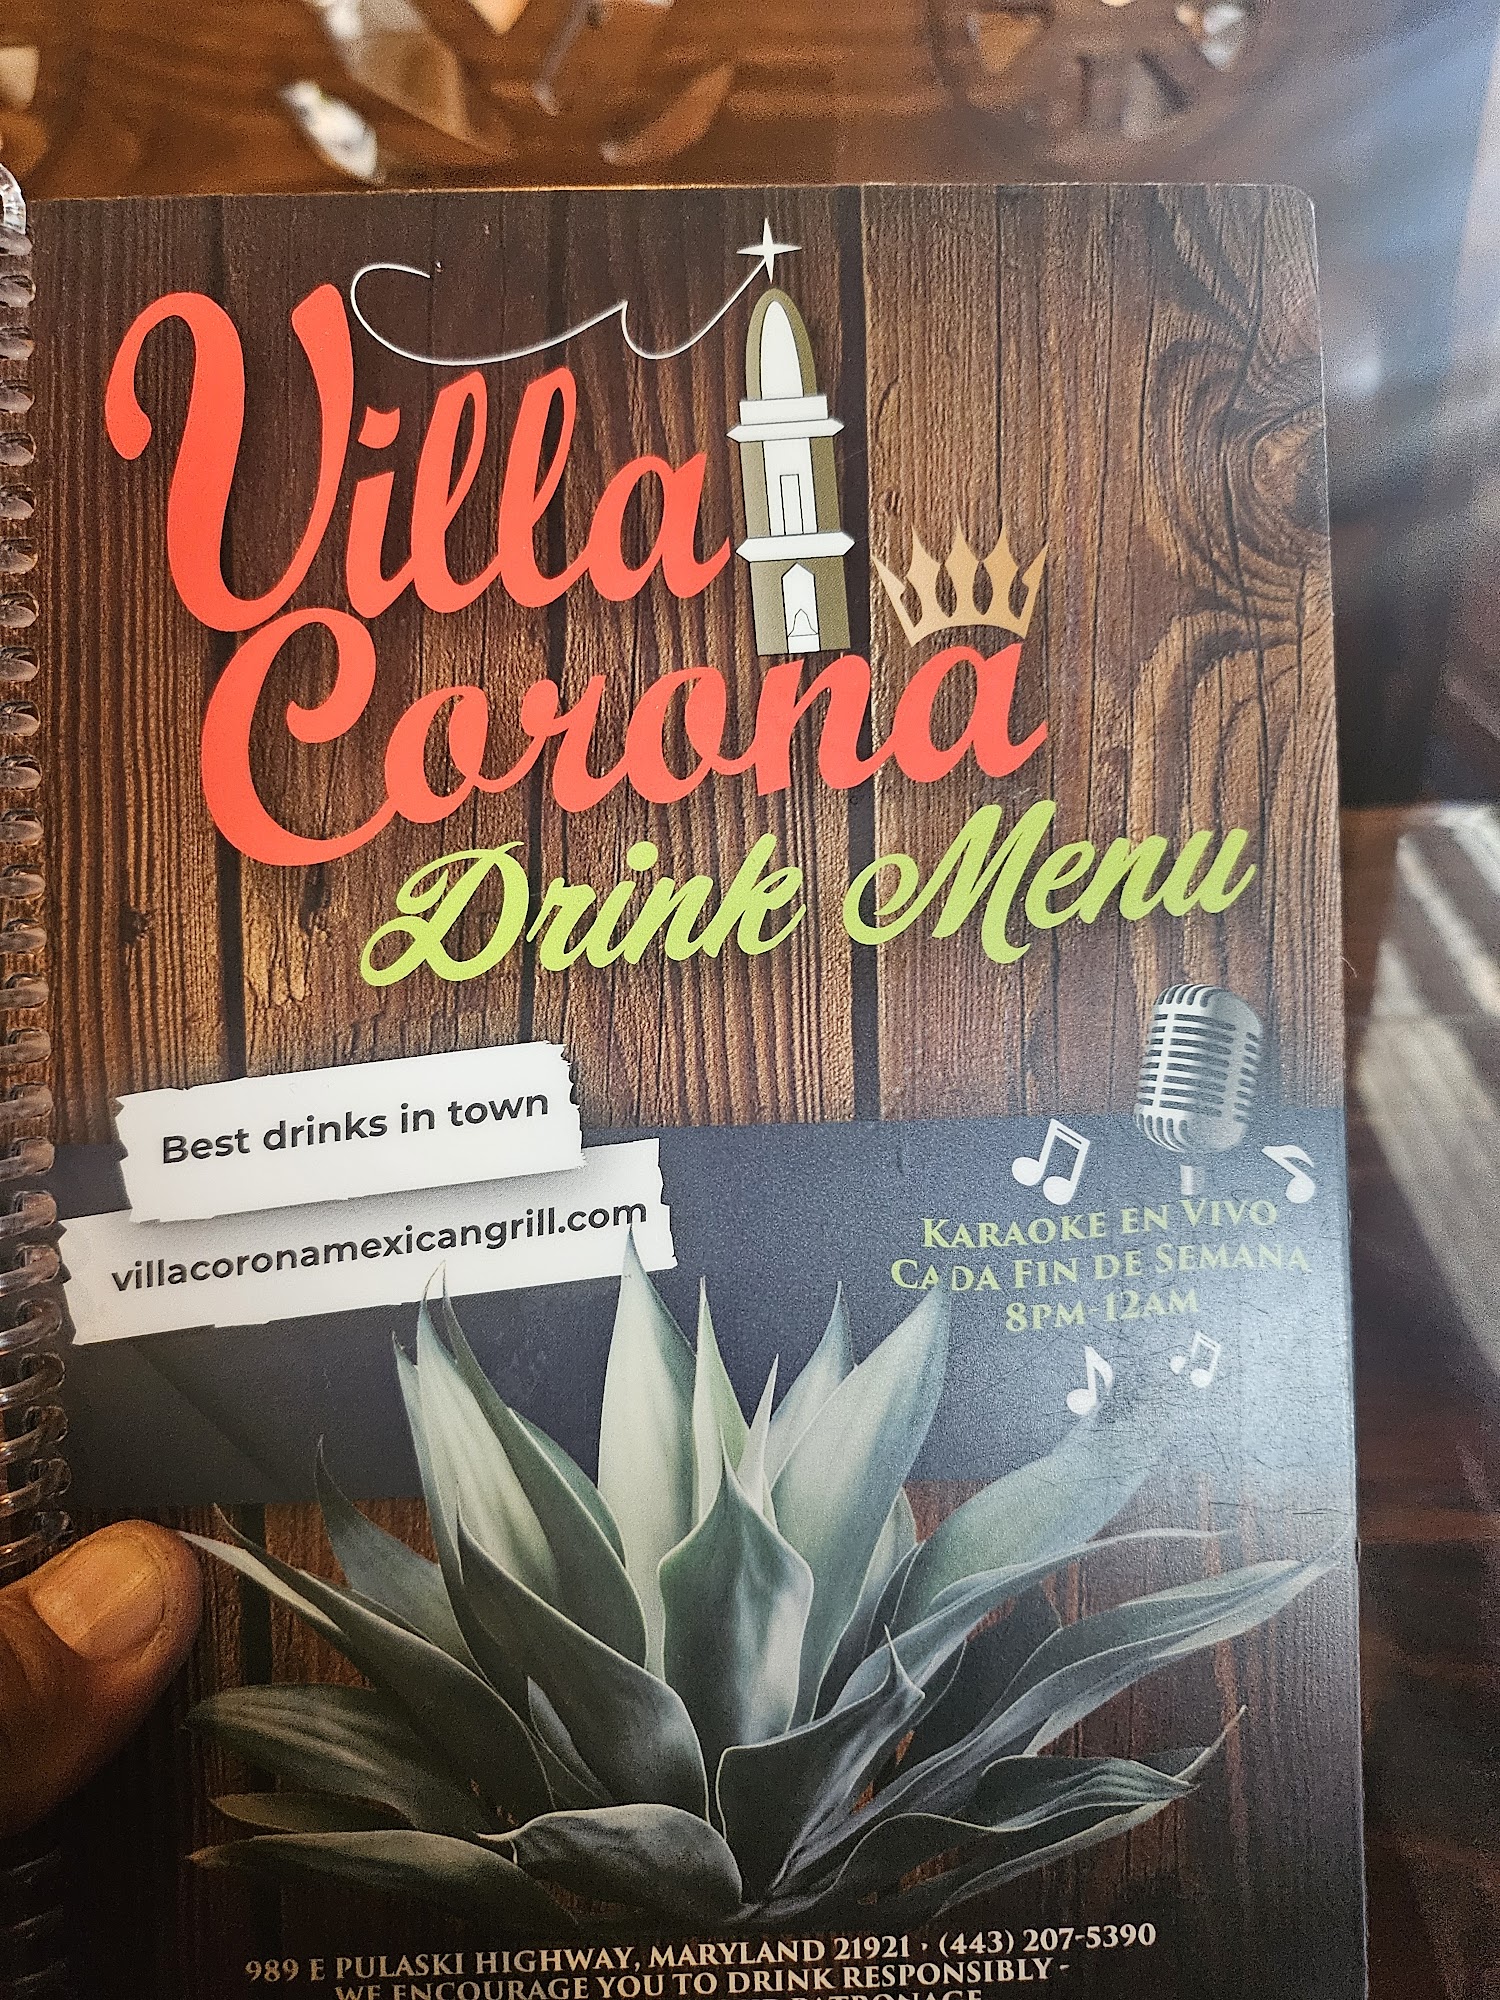 Villa
Corona
Drink Menu
Best drinks in town
villacoronamexicangrill.com
KARAOKE EN VIVO
CADA FIN DE SEMANA
8PM-12AM
989 E PULASKI HIGHWAY, MARYLAND 21921 · (443) 207-5390
WE ENCOURAGE YOU TO DRINK RESPONSIBLY -
PATRONAGE